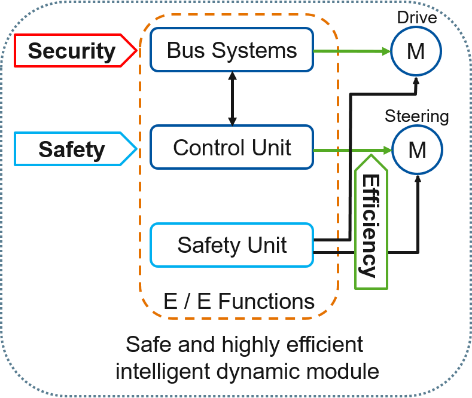 Drive
Security
Bus Systems
M
Steering
Safety
Control Unit
M
Efficiency
Safety Unit
E / E Functions
Safe and highly efficient
intelligent dynamic module